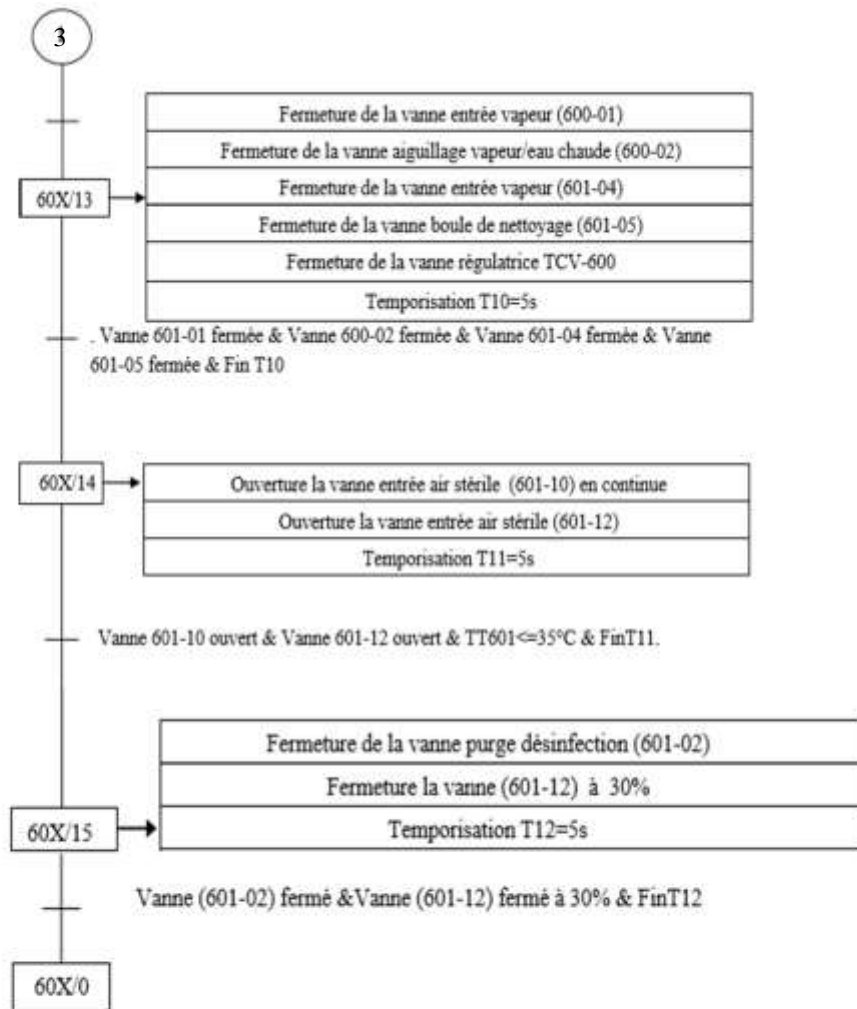 3
Fermeture de la vanne entrée vapeur (600-01)
Fermeture de la vanne aiguillage vapeur/eau chaude (600-02)
60X/13
Fermeture de la vanne entrée vapeur (601-04)
Fermeture de la vanne boule de nettoyage (601-05)
Fermeture de la vanne régulatrice TCV-600
Temporisation T10=5s
. Vanne 601-01 fermée & Vanne 600-02 fermée & Vanne 601-04 fermée & Vanne
601-05 fermée & Fin T10
60X/14
Ouverture la vanne entrée air stérile (601-10) en continue
Ouverture la vanne entrée air stérile (601-12)
Temporisation T11=5s
Vanne 601-10 ouvert & Vanne 601-12 ouvert & TT601<=35°C & FinT11.
Fermeture de la vanne purge désinfection (601-02)
Fermeture la vanne (601-12) à 30%
60X/15
Temporisation T12=5s
Vanne (601-02) fermé &Vanne (601-12) fermé à 30% & FinT12
60X/0